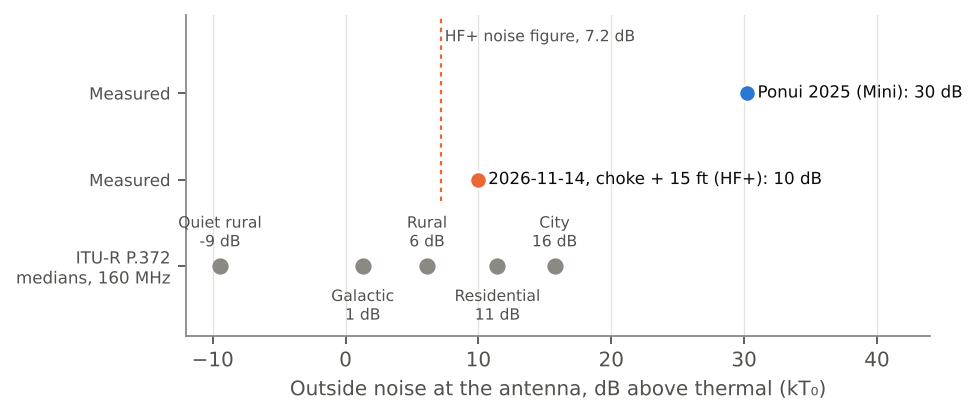 HF+ noise figure, 7.2 dB
Measured
Ponui 2025 (Mini): 30 dB
Measured
2026-11-14, choke + 15 ft (HF+): 10 dB
Quiet rural
-9 dB
Rural
6 dB
City
16 dB
ITU-R P.372
medians, 160 MHz
Galactic
1 dB
Residential
11 dB
−10 0 10 20 30 40
Outside noise at the antenna, dB above thermal (kT₀)